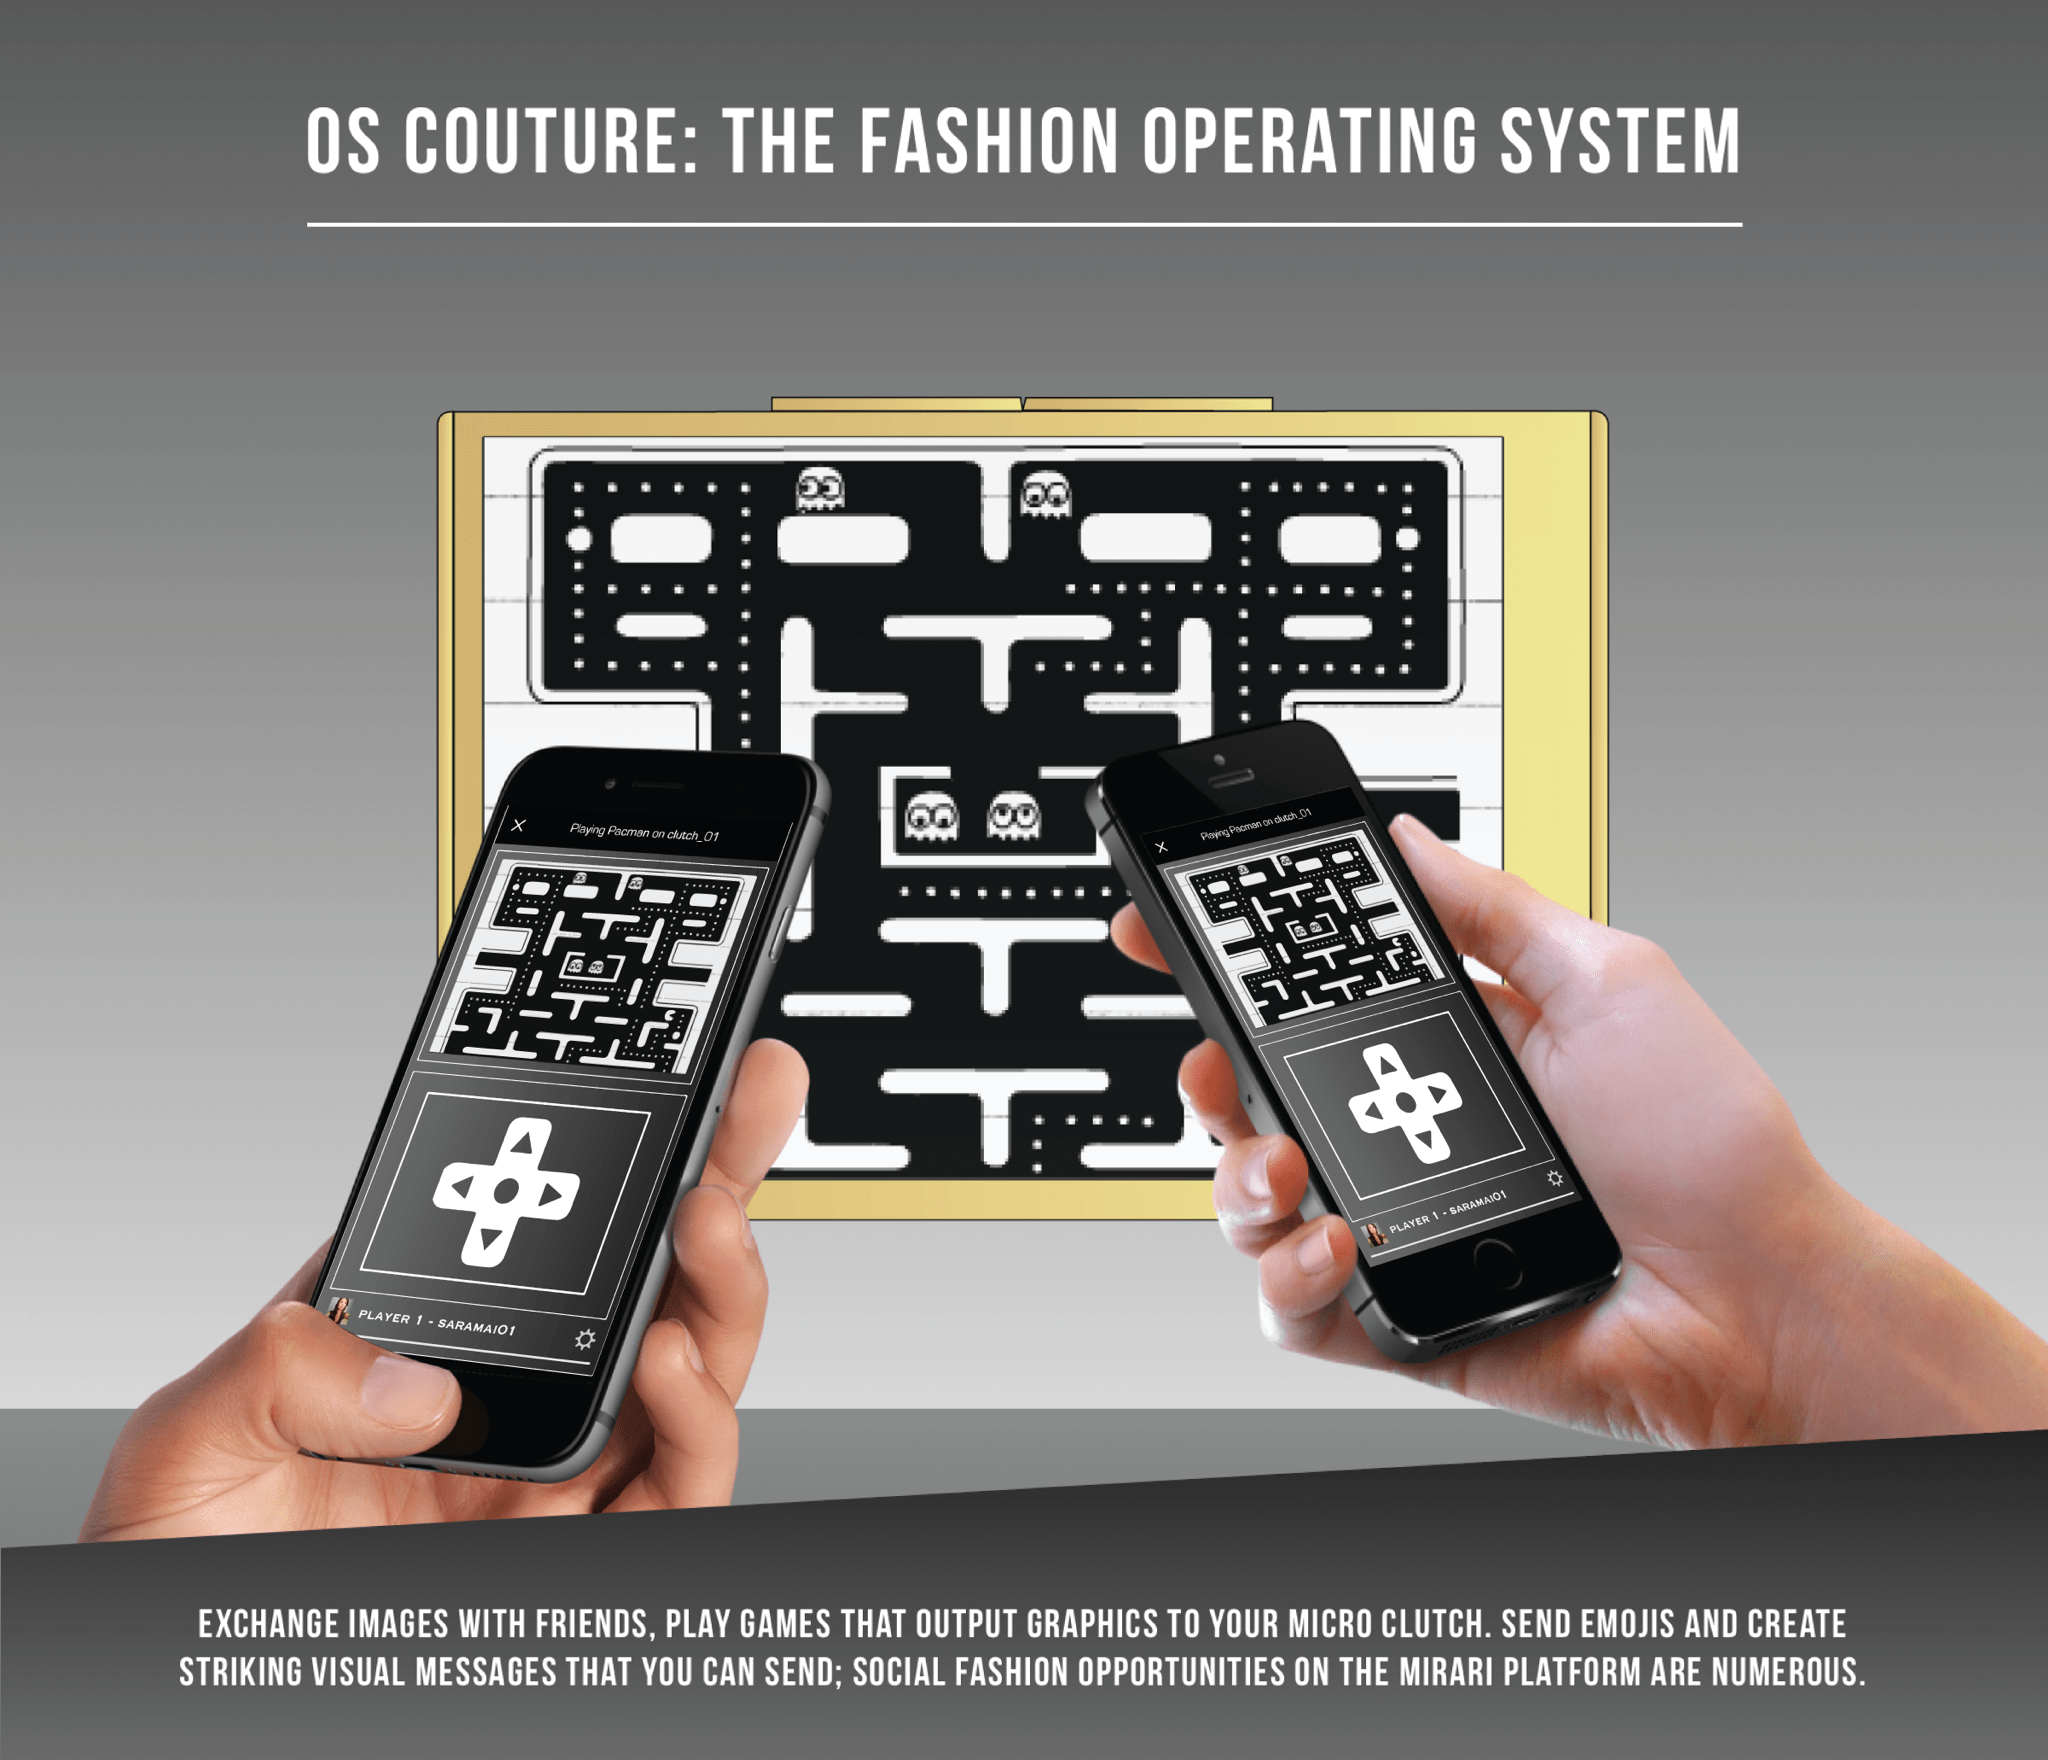 OS COUTURE: THE FASHION OPERATING SYSTEM
X Playing Pacman on clutch_01
PLAYER 1 - SARAMAI01
X Playing Pacman on clutch_01
PLAYER 1 - SARAMAI01
EXCHANGE IMAGES WITH FRIENDS, PLAY GAMES THAT OUTPUT GRAPHICS TO YOUR MICRO CLUTCH. SEND EMOJIS AND CREATE
STRIKING VISUAL MESSAGES THAT YOU CAN SEND; SOCIAL FASHION OPPORTUNITIES ON THE MIRARI PLATFORM ARE NUMEROUS.